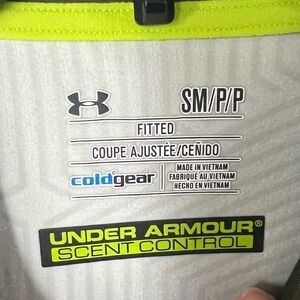 SM/P/P
FITTED
COUPE AJUSTÉE/CEÑIDO
coldgear
MADE IN VIETNAM
FABRIQUÉ AU VIETNAM
HECHO EN VIETNAM
UNDER ARMOUR®
SCENT CONTROL